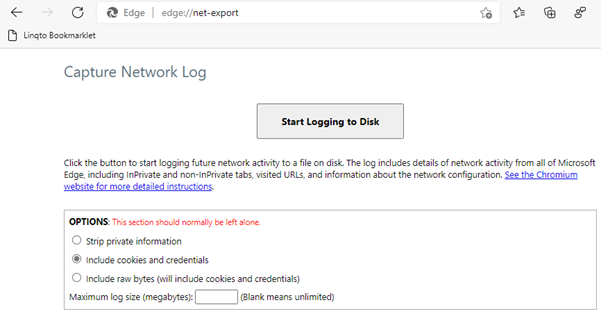 Edge | edge://net-export
Linqto Bookmarklet
Capture Network Log
Start Logging to Disk
Click the button to start logging future network activity to a file on disk. The log includes details of network activity from all of Microsoft
Edge, including InPrivate and non-InPrivate tabs, visited URLs, and information about the network configuration. See the Chromium
website for more detailed instructions.
OPTIONS: This section should normally be left alone.
Strip private information
Include cookies and credentials
Include raw bytes (will include cookies and credentials)
Maximum log size (megabytes): (Blank means unlimited)